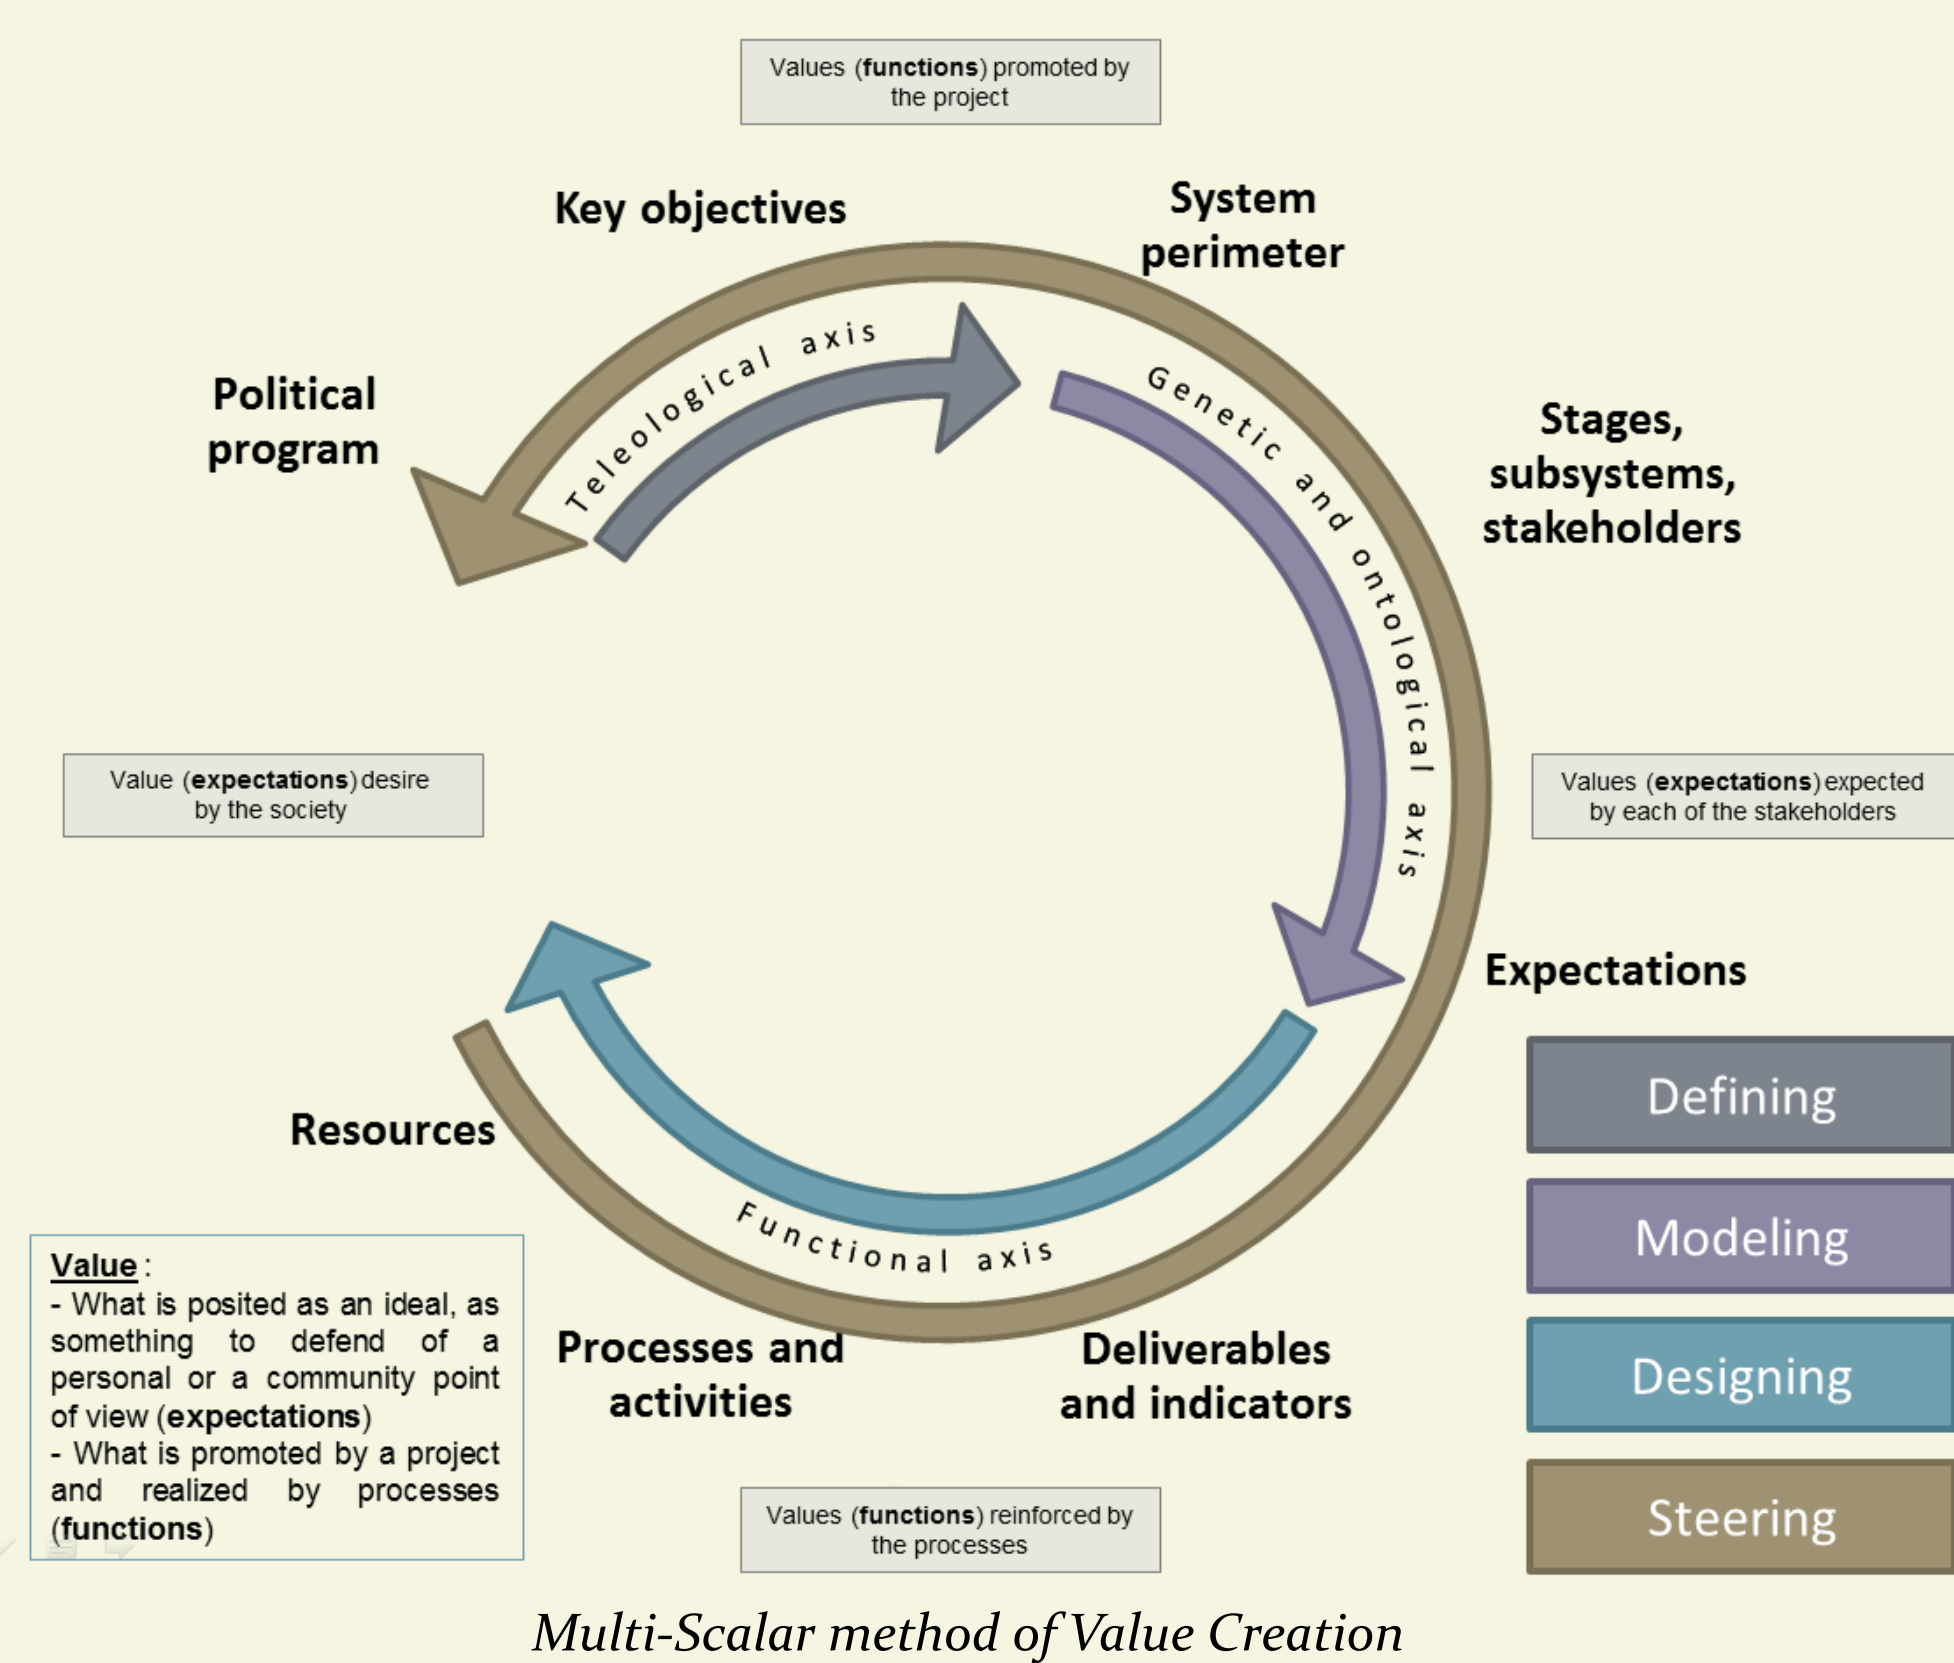 Values (functions) promoted by
the project
Key objectives
System
perimeter
Political
program
Teleological axis
Genetic and ontological axis
Stages,
subsystems,
stakeholders
Value (expectations) desire
by the society
Values (expectations) expected
by each of the stakeholders
Expectations
Resources
Functional axis
Processes and
activities
Deliverables
and indicators
Defining
Modeling
Designing
Steering
Value :
- What is posited as an ideal, as
something to defend of a
personal or a community point
of view (expectations)
- What is promoted by a project
and realized by processes
(functions)
Values (functions) reinforced by
the processes
Multi-Scalar method of Value Creation